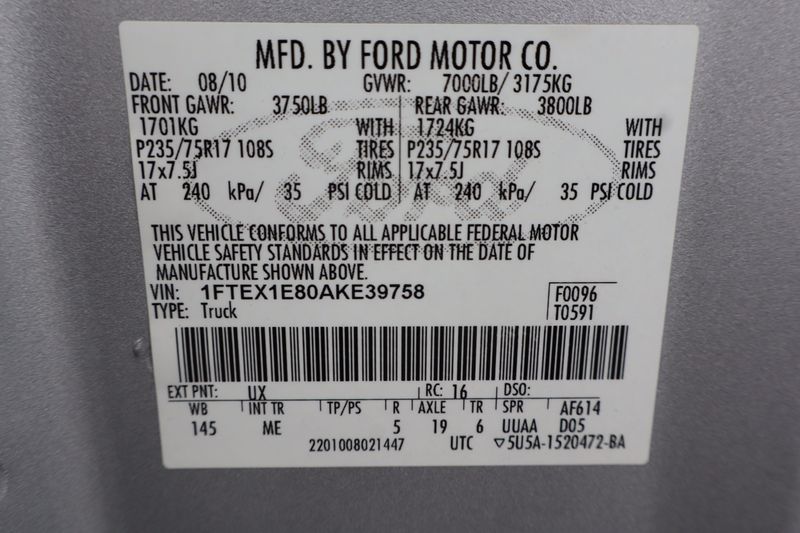 MFD. BY FORD MOTOR CO.
DATE: 08/10 GVWR: 7000LB/ 3175KG
FRONT GAWR: 3750LB REAR GAWR: 3800LB
1701KG WITH 1724KG WITH
P235/75R17 108S TIRES P235/75R17 108S TIRES
17x7.5J RIMS 17x7.5J RIMS
AT 240 kPa/ 35 PSI COLD AT 240 kPa/ 35 PSI COLD
Ford
THIS VEHICLE CONFORMS TO ALL APPLICABLE FEDERAL MOTOR
VEHICLE SAFETY STANDARDS IN EFFECT ON THE DATE OF
MANUFACTURE SHOWN ABOVE.
VIN: 1FTEX1E80AKE39758 F0096
TYPE: Truck T0591
EXT PNT: UX RC: 16 DSO:
WB INT TR TP/PS R AXLE TR SPR AF614
145 ME 5 19 6 UUAA D05
2201008021447 UTC ▽5U5A-1520472-BA